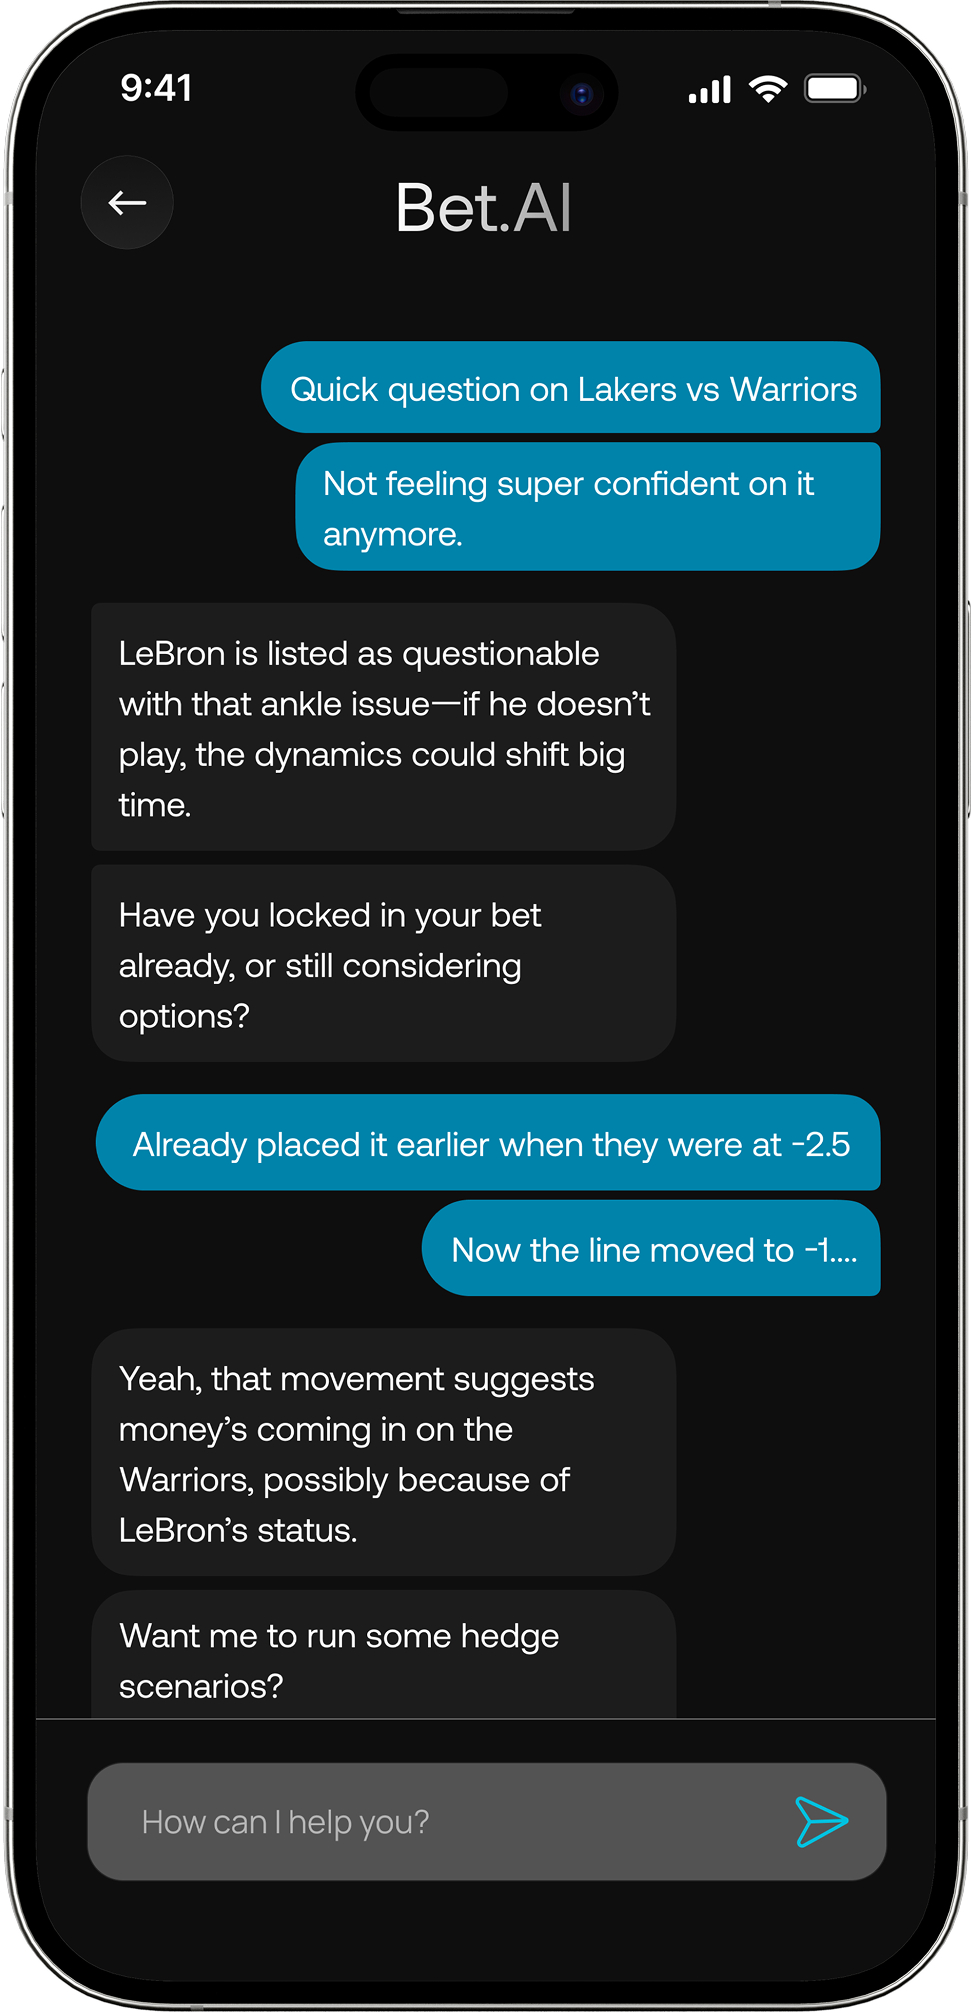 9:41
Bet.AI
Quick question on Lakers vs Warriors
Not feeling super confident on it
anymore.
LeBron is listed as questionable
with that ankle issue—if he doesn’t
play, the dynamics could shift big
time.
Have you locked in your bet
already, or still considering
options?
Already placed it earlier when they were at -2.5
Now the line moved to -1....
Yeah, that movement suggests
money’s coming in on the
Warriors, possibly because of
LeBron’s status.
Want me to run some hedge
scenarios?
How can I help you?